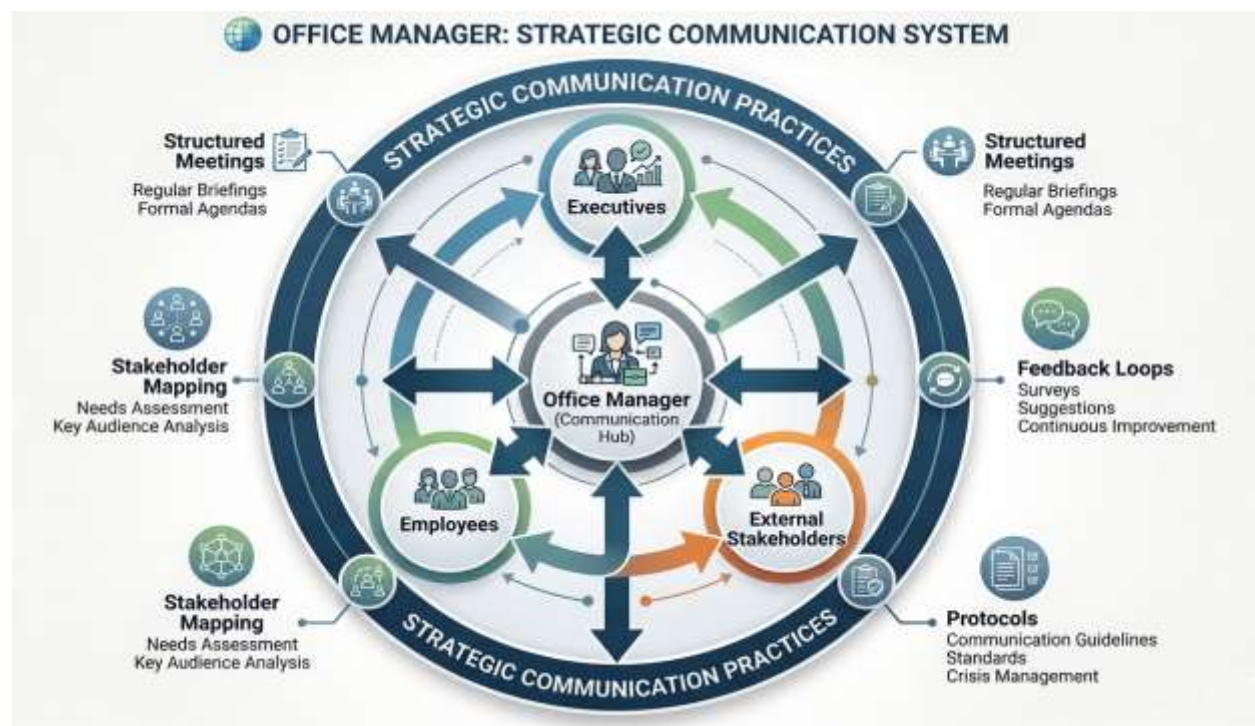 OFFICE MANAGER: STRATEGIC COMMUNICATION SYSTEM
STRATEGIC COMMUNICATION PRACTICES
Structured
Meetings
Regular Briefings
Formal Agendas
Structured
Meetings
Regular Briefings
Formal Agendas
Executives
Stakeholder
Mapping
Needs Assessment
Key Audience Analysis
Office Manager
(Communication
Hub)
Feedback Loops
Surveys
Suggestions
Continuous Improvement
Employees
External
Stakeholders
Stakeholder
Mapping
Needs Assessment
Key Audience Analysis
Protocols
Communication Guidelines
Standards
Crisis Management
STRATEGIC COMMUNICATION PRACTICES